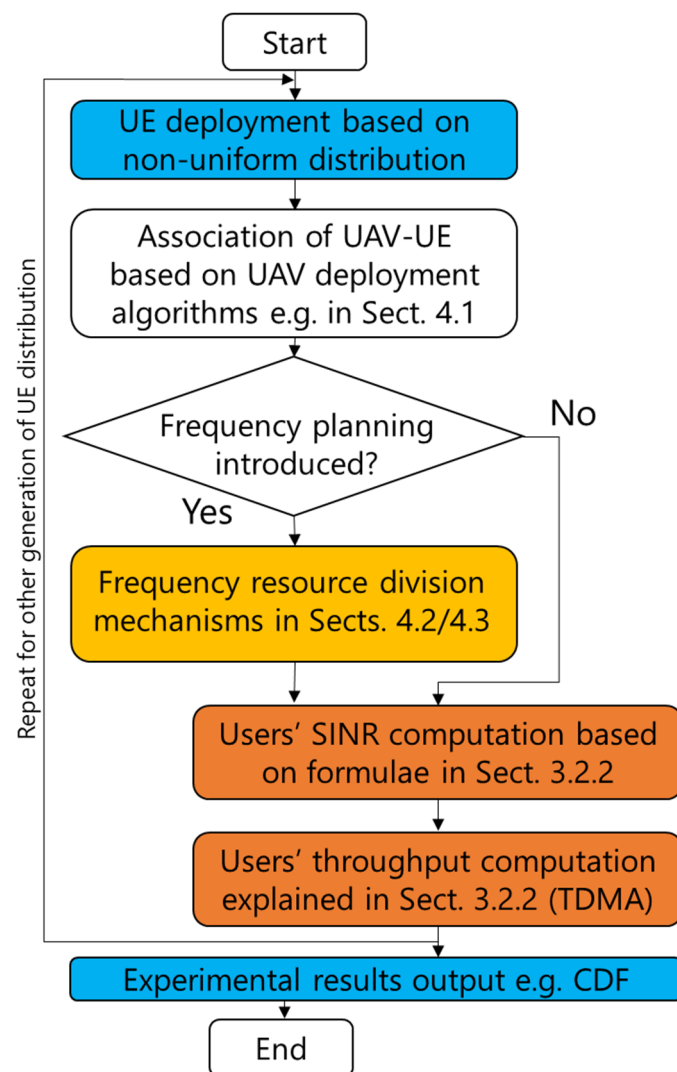 Start
UE deployment based on
non-uniform distribution
Association of UAV-UE
based on UAV deployment
algorithms e.g. in Sect. 4.1
Frequency planning
introduced?
No
Yes
Frequency resource division
mechanisms in Sects. 4.2/4.3
Users’ SINR computation based
on formulae in Sect. 3.2.2
Users’ throughput computation
explained in Sect. 3.2.2 (TDMA)
Experimental results output e.g. CDF
End
Repeat for other generation of UE distribution